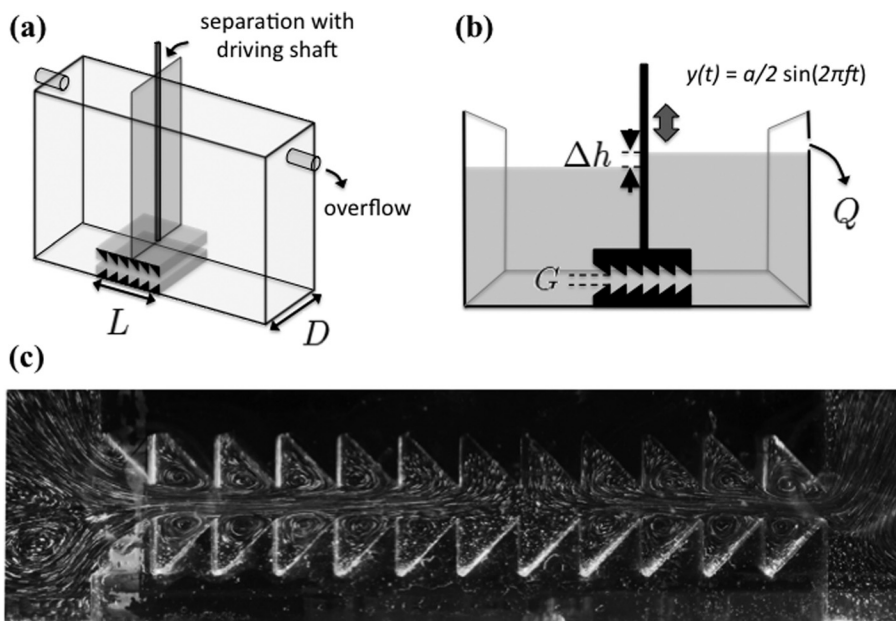 (a)
separation with
driving shaft
overflow
L
D
(b)
y(t) = a/2 sin(2πft)
Δh
Q
G
(c)